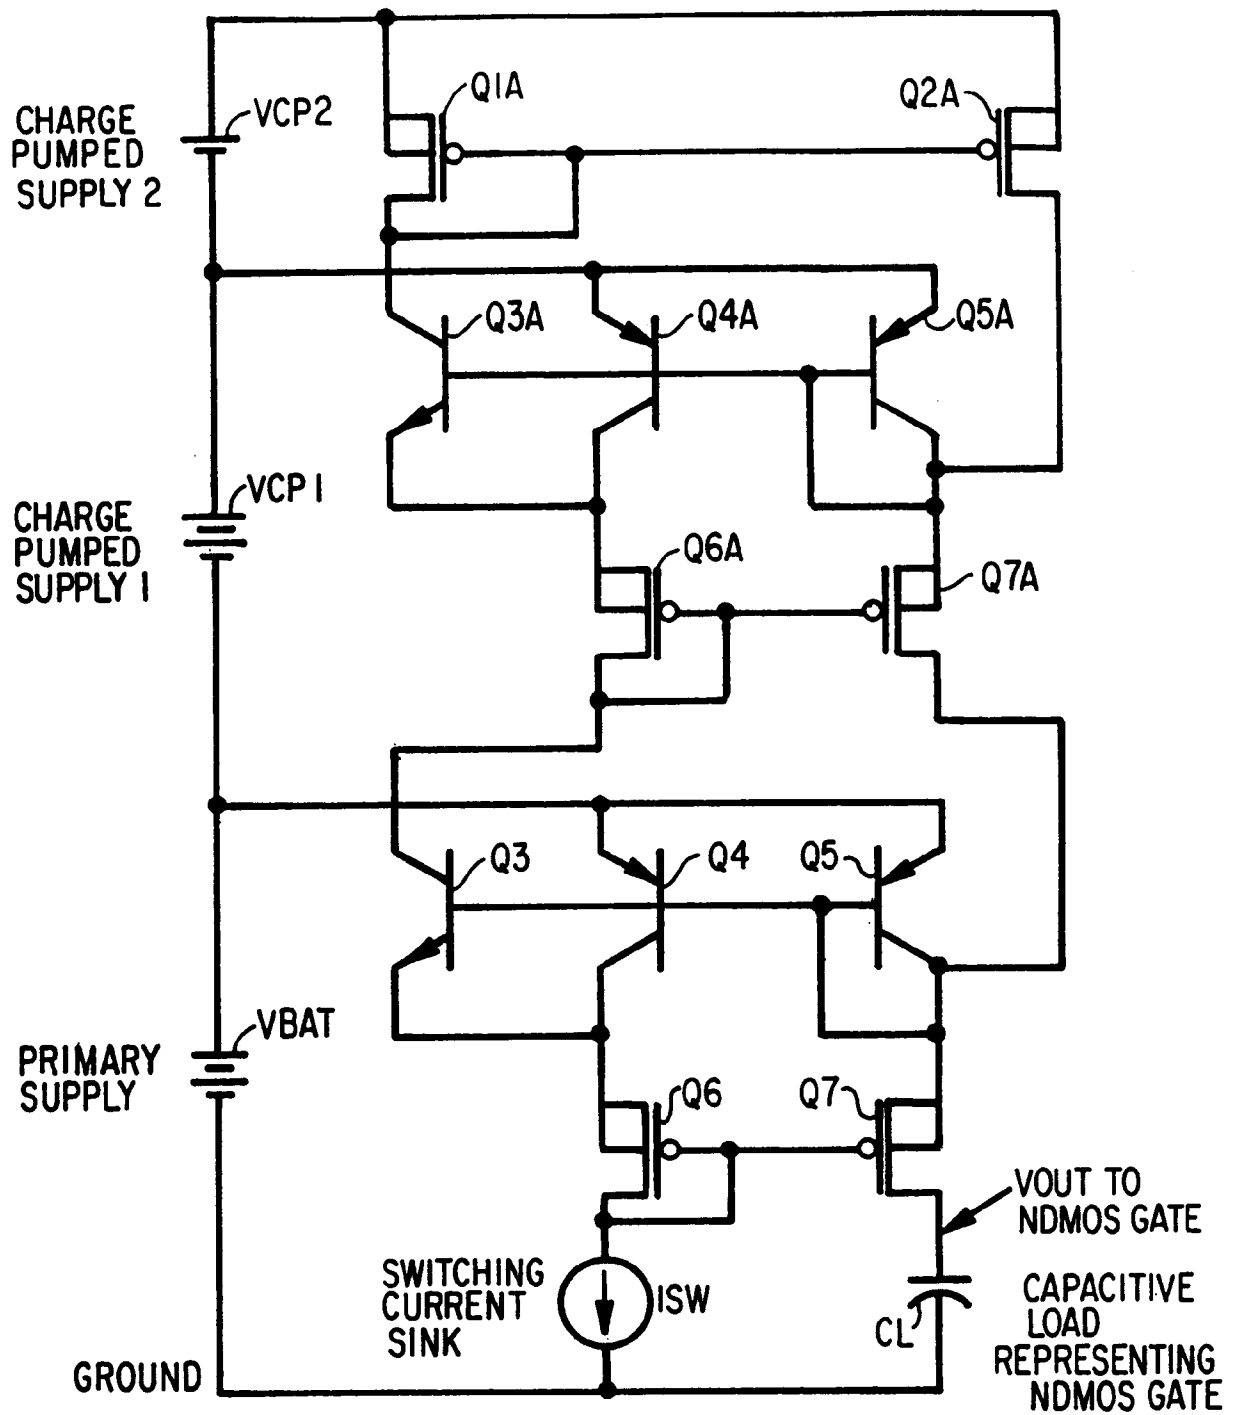 Q1A
Q2A
VCP2
CHARGE
PUMPED
SUPPLY 2
Q3A
Q4A
Q5A
VCP1
CHARGE
PUMPED
SUPPLY 1
Q6A
Q7A
Q3
Q4
Q5
VBAT
PRIMARY
SUPPLY
Q6
Q7
VOUT TO
NDMOS GATE
SWITCHING
CURRENT
SINK
ISW
CL
CAPACITIVE
LOAD
REPRESENTING
NDMOS GATE
GROUND